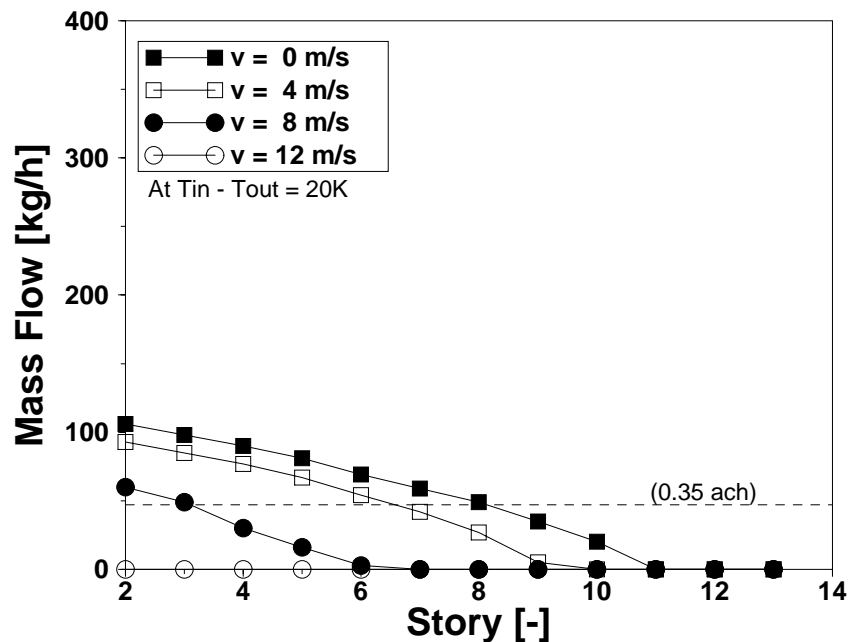 400
300
200
100
0
Mass Flow [kg/h]
v = 0 m/s
v = 4 m/s
v = 8 m/s
v = 12 m/s
At Tin - Tout = 20K
(0.35 ach)
2 4 6 8 10 12 14
Story [-]